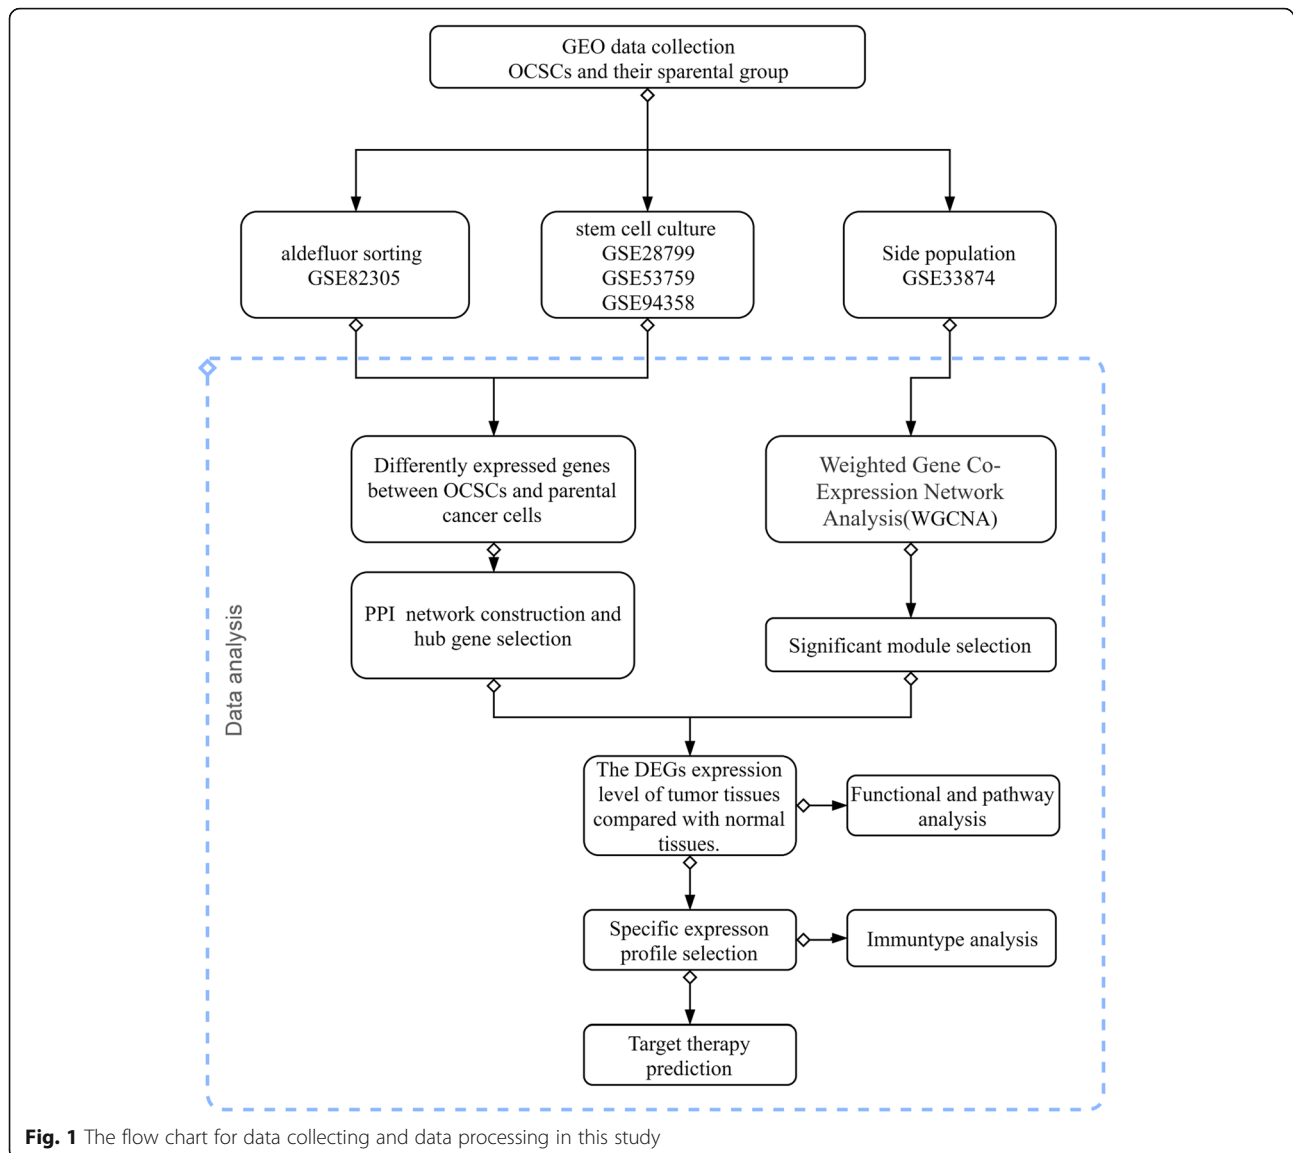 GEO data collection
OCSCs and their sparental group
aldefluor sorting
GSE82305
stem cell culture
GSE28799
GSE53759
GSE94358
Side population
GSE33874
Differently expressed genes
between OCSCs and parental
cancer cells
Weighted Gene Co-
Expression Network
Analysis(WGCNA)
PPI network construction and
hub gene selection
Significant module selection
Data analysis
The DEGs expression
level of tumor tissues
compared with normal
tissues.
Functional and pathway
analysis
Specific expresson
profile selection
Immuntype analysis
Target therapy
prediction
Fig. 1 The flow chart for data collecting and data processing in this study